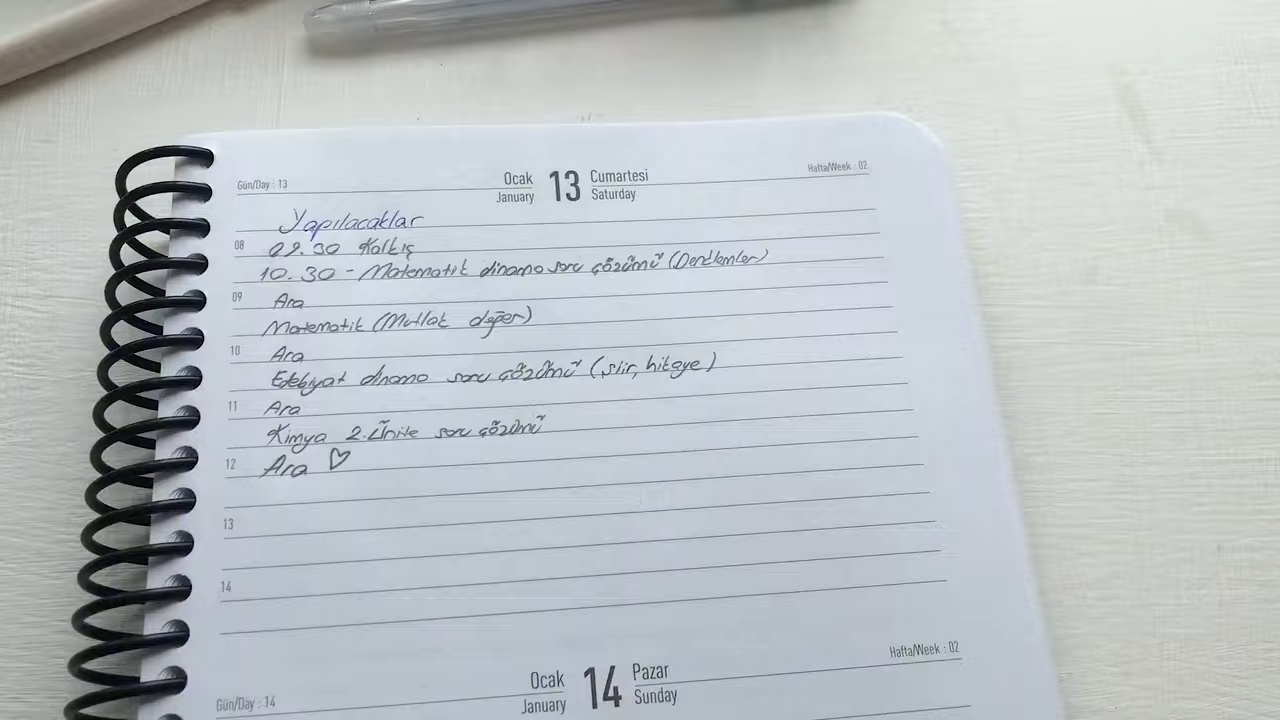 Gün/Day : 13
Ocak 13 Cumartesi
January Saturday
Hafta/Week : 02
Yapılacaklar
08 09.30 Kalkış
10.30 - Matematik dinamo soru çözümü (Denklemler)
09 Ara
Matematik (Mutlak değer)
10 Ara
Edebiyat dinamo soru çözümü (şiir, hikaye)
11 Ara
Kimya 2. Ünite soru çözümü
12 Ara ♡
13
14
Gün/Day : 14
Ocak 14 Pazar
January Sunday
Hafta/Week : 02